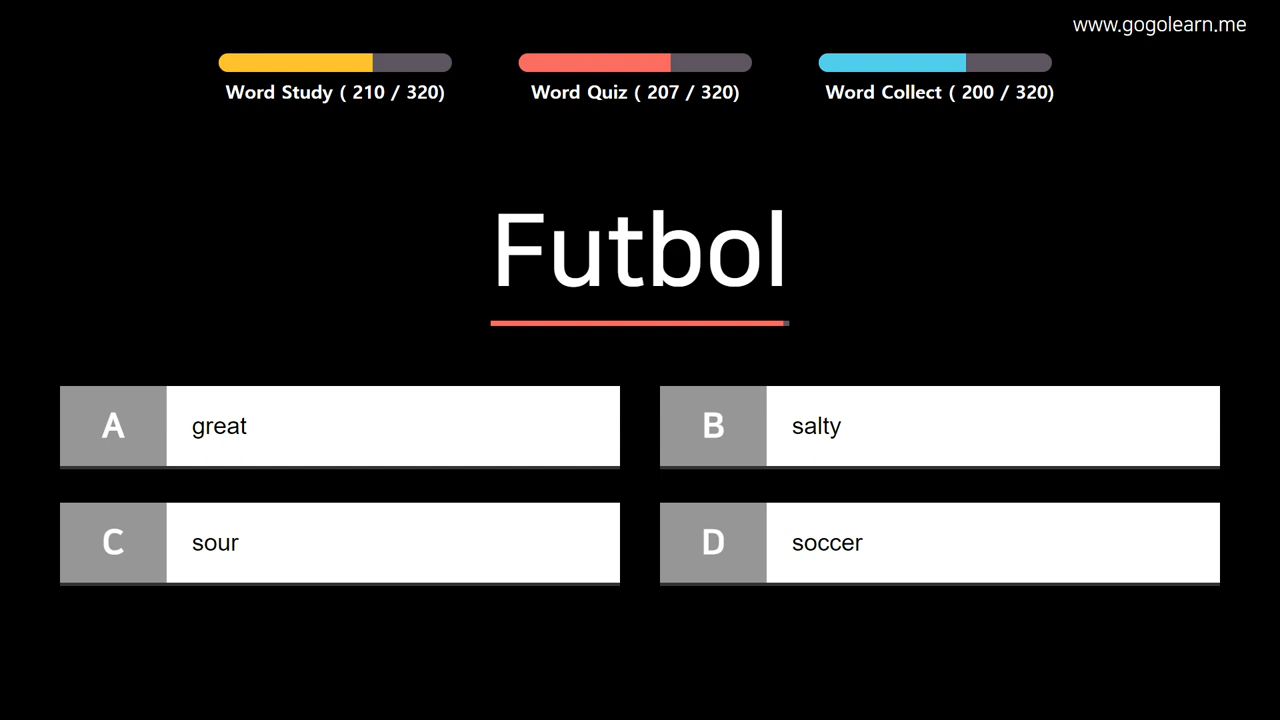 www.gogolearn.me
Word Study ( 210 / 320)
Word Quiz ( 207 / 320)
Word Collect ( 200 / 320)
Futbol
A great
B salty
C sour
D soccer